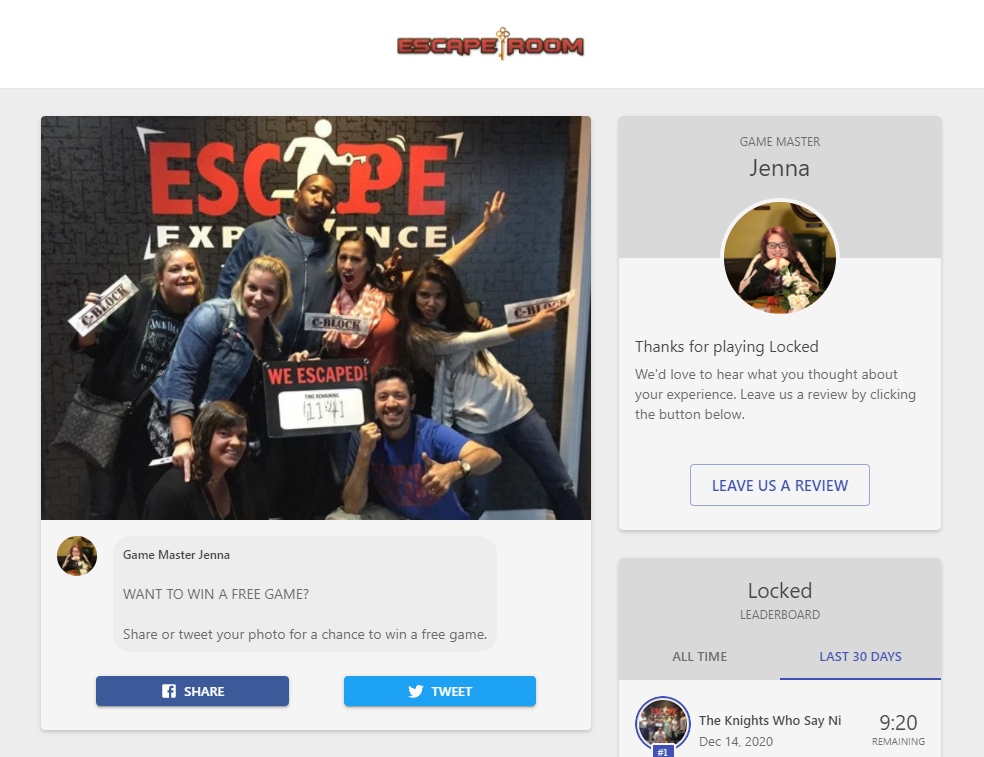 ESCAPE ROOM
ESCAPE
EXPERIENCE
C-BLOCK
C-BLOCK
C-BLOCK
JACK
WE ESCAPED!
TIME REMAINING
11:41
Game Master Jenna
WANT TO WIN A FREE GAME?
Share or tweet your photo for a chance to win a free game.
SHARE
TWEET
GAME MASTER
Jenna
Thanks for playing Locked
We'd love to hear what you thought about
your experience. Leave us a review by clicking
the button below.
LEAVE US A REVIEW
Locked
LEADERBOARD
ALL TIME
LAST 30 DAYS
The Knights Who Say Ni
9:20
Dec 14, 2020
REMAINING
#1